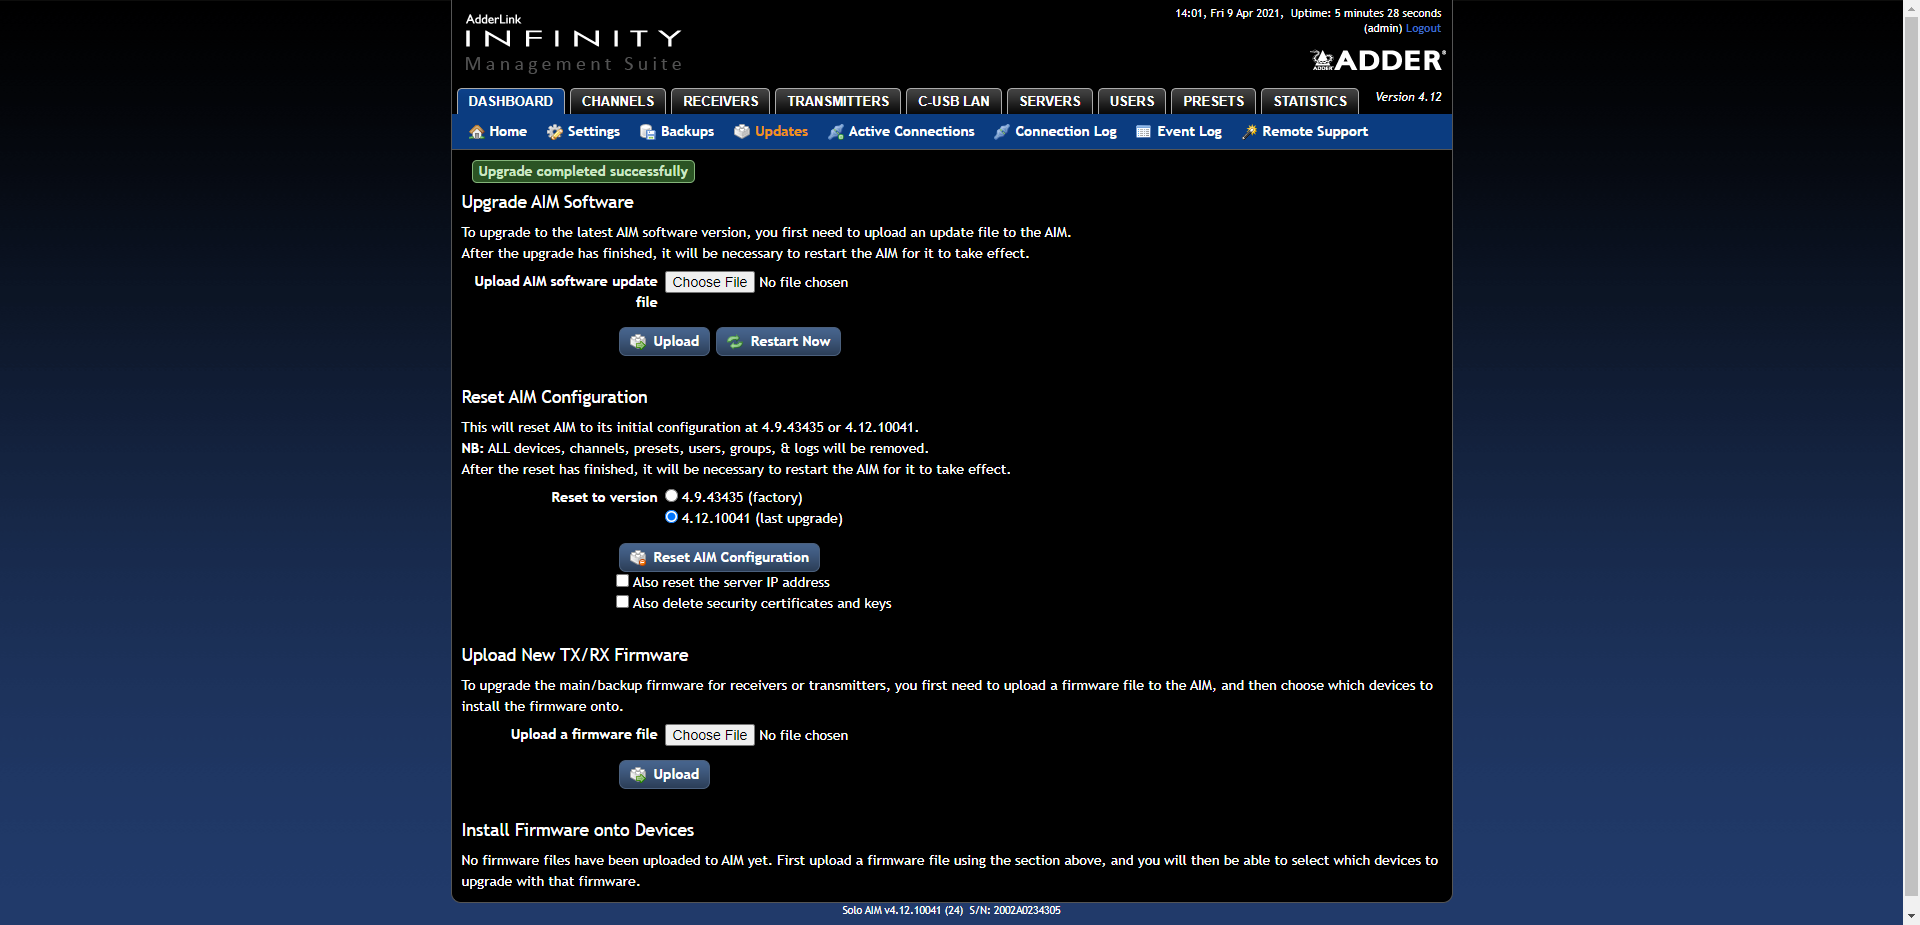 AdderLink
INFINITY
Management Suite
14:01, Fri 9 Apr 2021, Uptime: 5 minutes 28 seconds
(admin) Logout
ADDER
ADDER®
DASHBOARD CHANNELS RECEIVERS TRANSMITTERS C-USB LAN SERVERS USERS PRESETS STATISTICS Version 4.12
Home Settings Backups Updates Active Connections Connection Log Event Log Remote Support
Upgrade completed successfully
Upgrade AIM Software
To upgrade to the latest AIM software version, you first need to upload an update file to the AIM.
After the upgrade has finished, it will be necessary to restart the AIM for it to take effect.
Upload AIM software update file Choose File No file chosen
Upload Restart Now
Reset AIM Configuration
This will reset AIM to its initial configuration at 4.9.43435 or 4.12.10041.
NB: ALL devices, channels, presets, users, groups, & logs will be removed.
After the reset has finished, it will be necessary to restart the AIM for it to take effect.
Reset to version 4.9.43435 (factory)
4.12.10041 (last upgrade)
Reset AIM Configuration
Also reset the server IP address
Also delete security certificates and keys
Upload New TX/RX Firmware
To upgrade the main/backup firmware for receivers or transmitters, you first need to upload a firmware file to the AIM, and then choose which devices to
install the firmware onto.
Upload a firmware file Choose File No file chosen
Upload
Install Firmware onto Devices
No firmware files have been uploaded to AIM yet. First upload a firmware file using the section above, and you will then be able to select which devices to
upgrade with that firmware.
Solo AIM v4.12.10041 (24) S/N: 2002A0234305